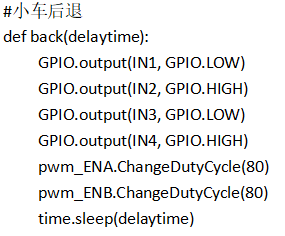 #小车后退
def back(delaytime):
GPIO.output(IN1, GPIO.LOW)
GPIO.output(IN2, GPIO.HIGH)
GPIO.output(IN3, GPIO.LOW)
GPIO.output(IN4, GPIO.HIGH)
pwm_ENA.ChangeDutyCycle(80)
pwm_ENB.ChangeDutyCycle(80)
time.sleep(delaytime)